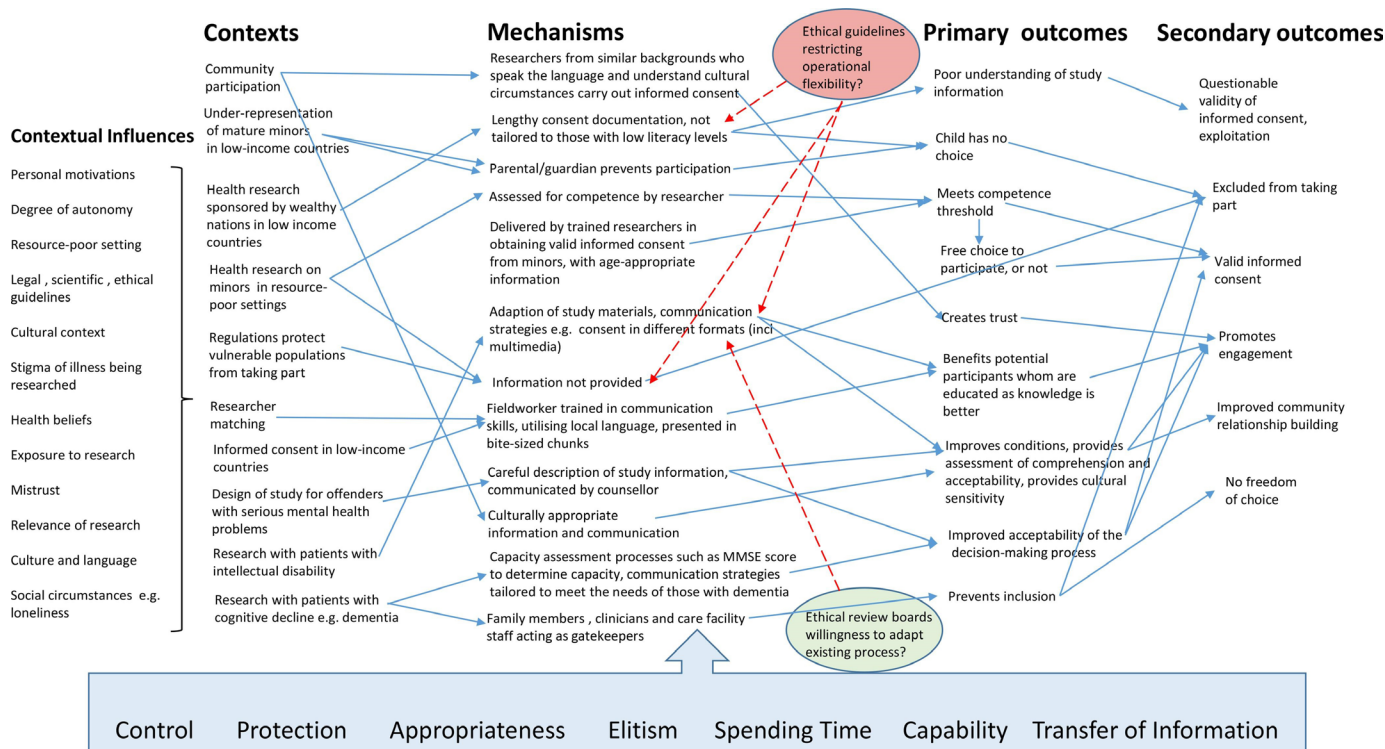 Contextual Influences
Personal motivations
Degree of autonomy
Resource-poor setting
Legal , scientific , ethical
guidelines
Cultural context
Stigma of illness being
researched
Health beliefs
Exposure to research
Mistrust
Relevance of research
Culture and language
Social circumstances e.g.
loneliness
Contexts
Community
participation
Under-representation
of mature minors
in low-income countries
Health research
sponsored by wealthy
nations in low income
countries
Health research on
minors in resource-
poor settings
Regulations protect
vulnerable populations
from taking part
Researcher
matching
Informed consent in low-income
countries
Design of study for offenders
with serious mental health
problems
Research with patients with
intellectual disability
Research with patients with
cognitive decline e.g. dementia
Mechanisms
Researchers from similar backgrounds who
speak the language and understand cultural
circumstances carry out informed consent
Lengthy consent documentation, not
tailored to those with low literacy levels
Parental/guardian prevents participation
Assessed for competence by researcher
Delivered by trained researchers in
obtaining valid informed consent
from minors, with age-appropriate
information
Adaption of study materials, communication
strategies e.g. consent in different formats (incl
multimedia)
Information not provided
Fieldworker trained in communication
skills, utilising local language, presented in
bite-sized chunks
Careful description of study information,
communicated by counsellor
Culturally appropriate
information and communication
Capacity assessment processes such as MMSE score
to determine capacity, communication strategies
tailored to meet the needs of those with dementia
Family members , clinicians and care facility
staff acting as gatekeepers
Ethical guidelines
restricting
operational
flexibility?
Ethical review boards
willingness to adapt
existing process?
Primary outcomes
Poor understanding of study
information
Child has no
choice
Meets competence
threshold
Free choice to
participate, or not
Creates trust
Benefits potential
participants whom are
educated as knowledge is
better
Improves conditions, provides
assessment of comprehension and
acceptability, provides cultural
sensitivity
Improved acceptability of the
decision-making process
Prevents inclusion
Secondary outcomes
Questionable
validity of
informed consent,
exploitation
Excluded from taking
part
Valid informed
consent
Promotes
engagement
Improved community
relationship building
No freedom
of choice
Control Protection Appropriateness Elitism Spending Time Capability Transfer of Information